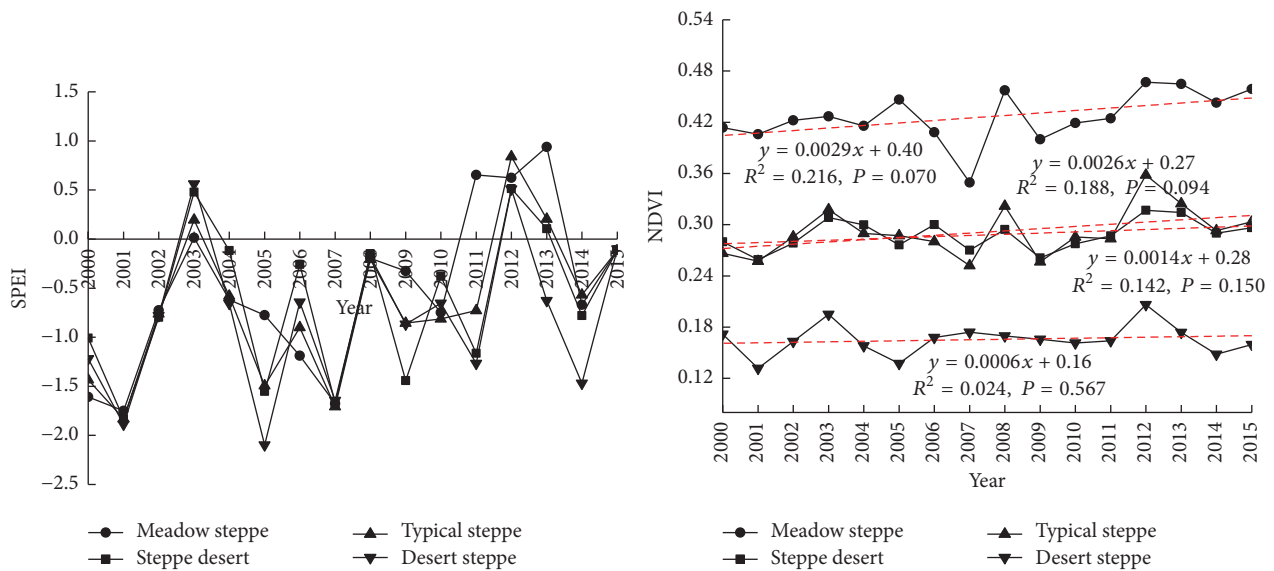 1.5
1.0
0.5
0.0
−0.5
−1.0
−1.5
−2.0
−2.5
SPEI
2000
2001
2002
2003
2004
2005
2006
2007
2008
2009
2010
2011
2012
2013
2014
2015
Year
Meadow steppe
Steppe desert
Typical steppe
Desert steppe
0.54
0.48
0.42
0.36
0.30
0.24
0.18
0.12
NDVI
y = 0.0029x + 0.40
R² = 0.216, P = 0.070
y = 0.0026x + 0.27
R² = 0.188, P = 0.094
y = 0.0014x + 0.28
R² = 0.142, P = 0.150
y = 0.0006x + 0.16
R² = 0.024, P = 0.567
2000
2001
2002
2003
2004
2005
2006
2007
2008
2009
2010
2011
2012
2013
2014
2015
Year
Meadow steppe
Steppe desert
Typical steppe
Desert steppe